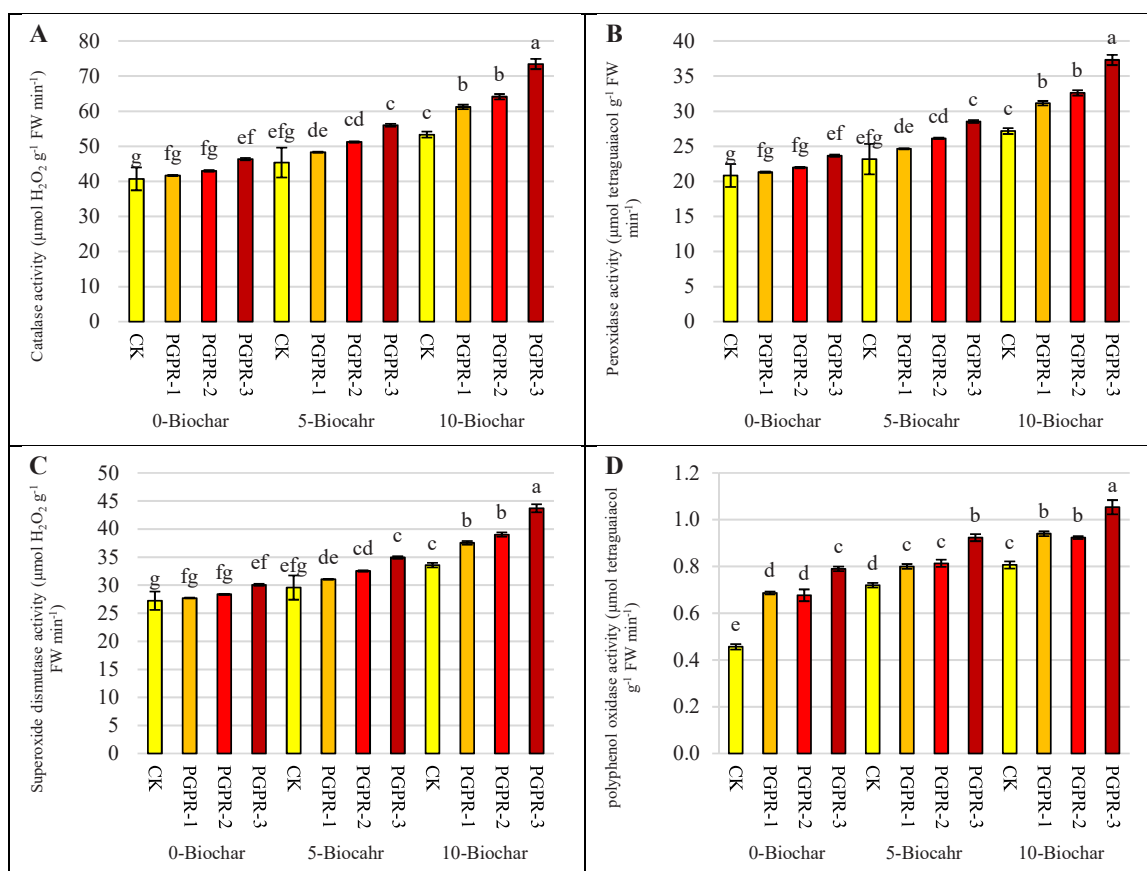 A
Catalase activity (µmol H₂O₂ g⁻¹ FW min⁻¹)
80
70
60
50
40
30
20
10
0
g
fg
fg
ef
efg
de
cd
c
c
b
b
a
CK
PGPR-1
PGPR-2
PGPR-3
CK
PGPR-1
PGPR-2
PGPR-3
CK
PGPR-1
PGPR-2
PGPR-3
0-Biochar 5-Biocahr 10-Biochar
B
Peroxidase activity (µmol tetraguaiacol g⁻¹ FW
min⁻¹)
40
35
30
25
20
15
10
5
0
g
fg
fg
ef
efg
de
cd
c
c
b
b
a
CK
PGPR-1
PGPR-2
PGPR-3
CK
PGPR-1
PGPR-2
PGPR-3
CK
PGPR-1
PGPR-2
PGPR-3
0-Biochar 5-Biocahr 10-Biochar
C
Superoxide dismutase activity (µmol H₂O₂ g⁻¹
FW min⁻¹)
50
45
40
35
30
25
20
15
10
5
0
g
fg
fg
ef
efg
de
cd
c
c
b
b
a
CK
PGPR-1
PGPR-2
PGPR-3
CK
PGPR-1
PGPR-2
PGPR-3
CK
PGPR-1
PGPR-2
PGPR-3
0-Biochar 5-Biocahr 10-Biochar
D
polyphenol oxidase activity (µmol tetraguaiacol
g⁻¹ FW min⁻¹)
1.2
1.0
0.8
0.6
0.4
0.2
0.0
e
d
d
c
d
c
c
b
c
b
b
a
CK
PGPR-1
PGPR-2
PGPR-3
CK
PGPR-1
PGPR-2
PGPR-3
CK
PGPR-1
PGPR-2
PGPR-3
0-Biochar 5-Biocahr 10-Biochar